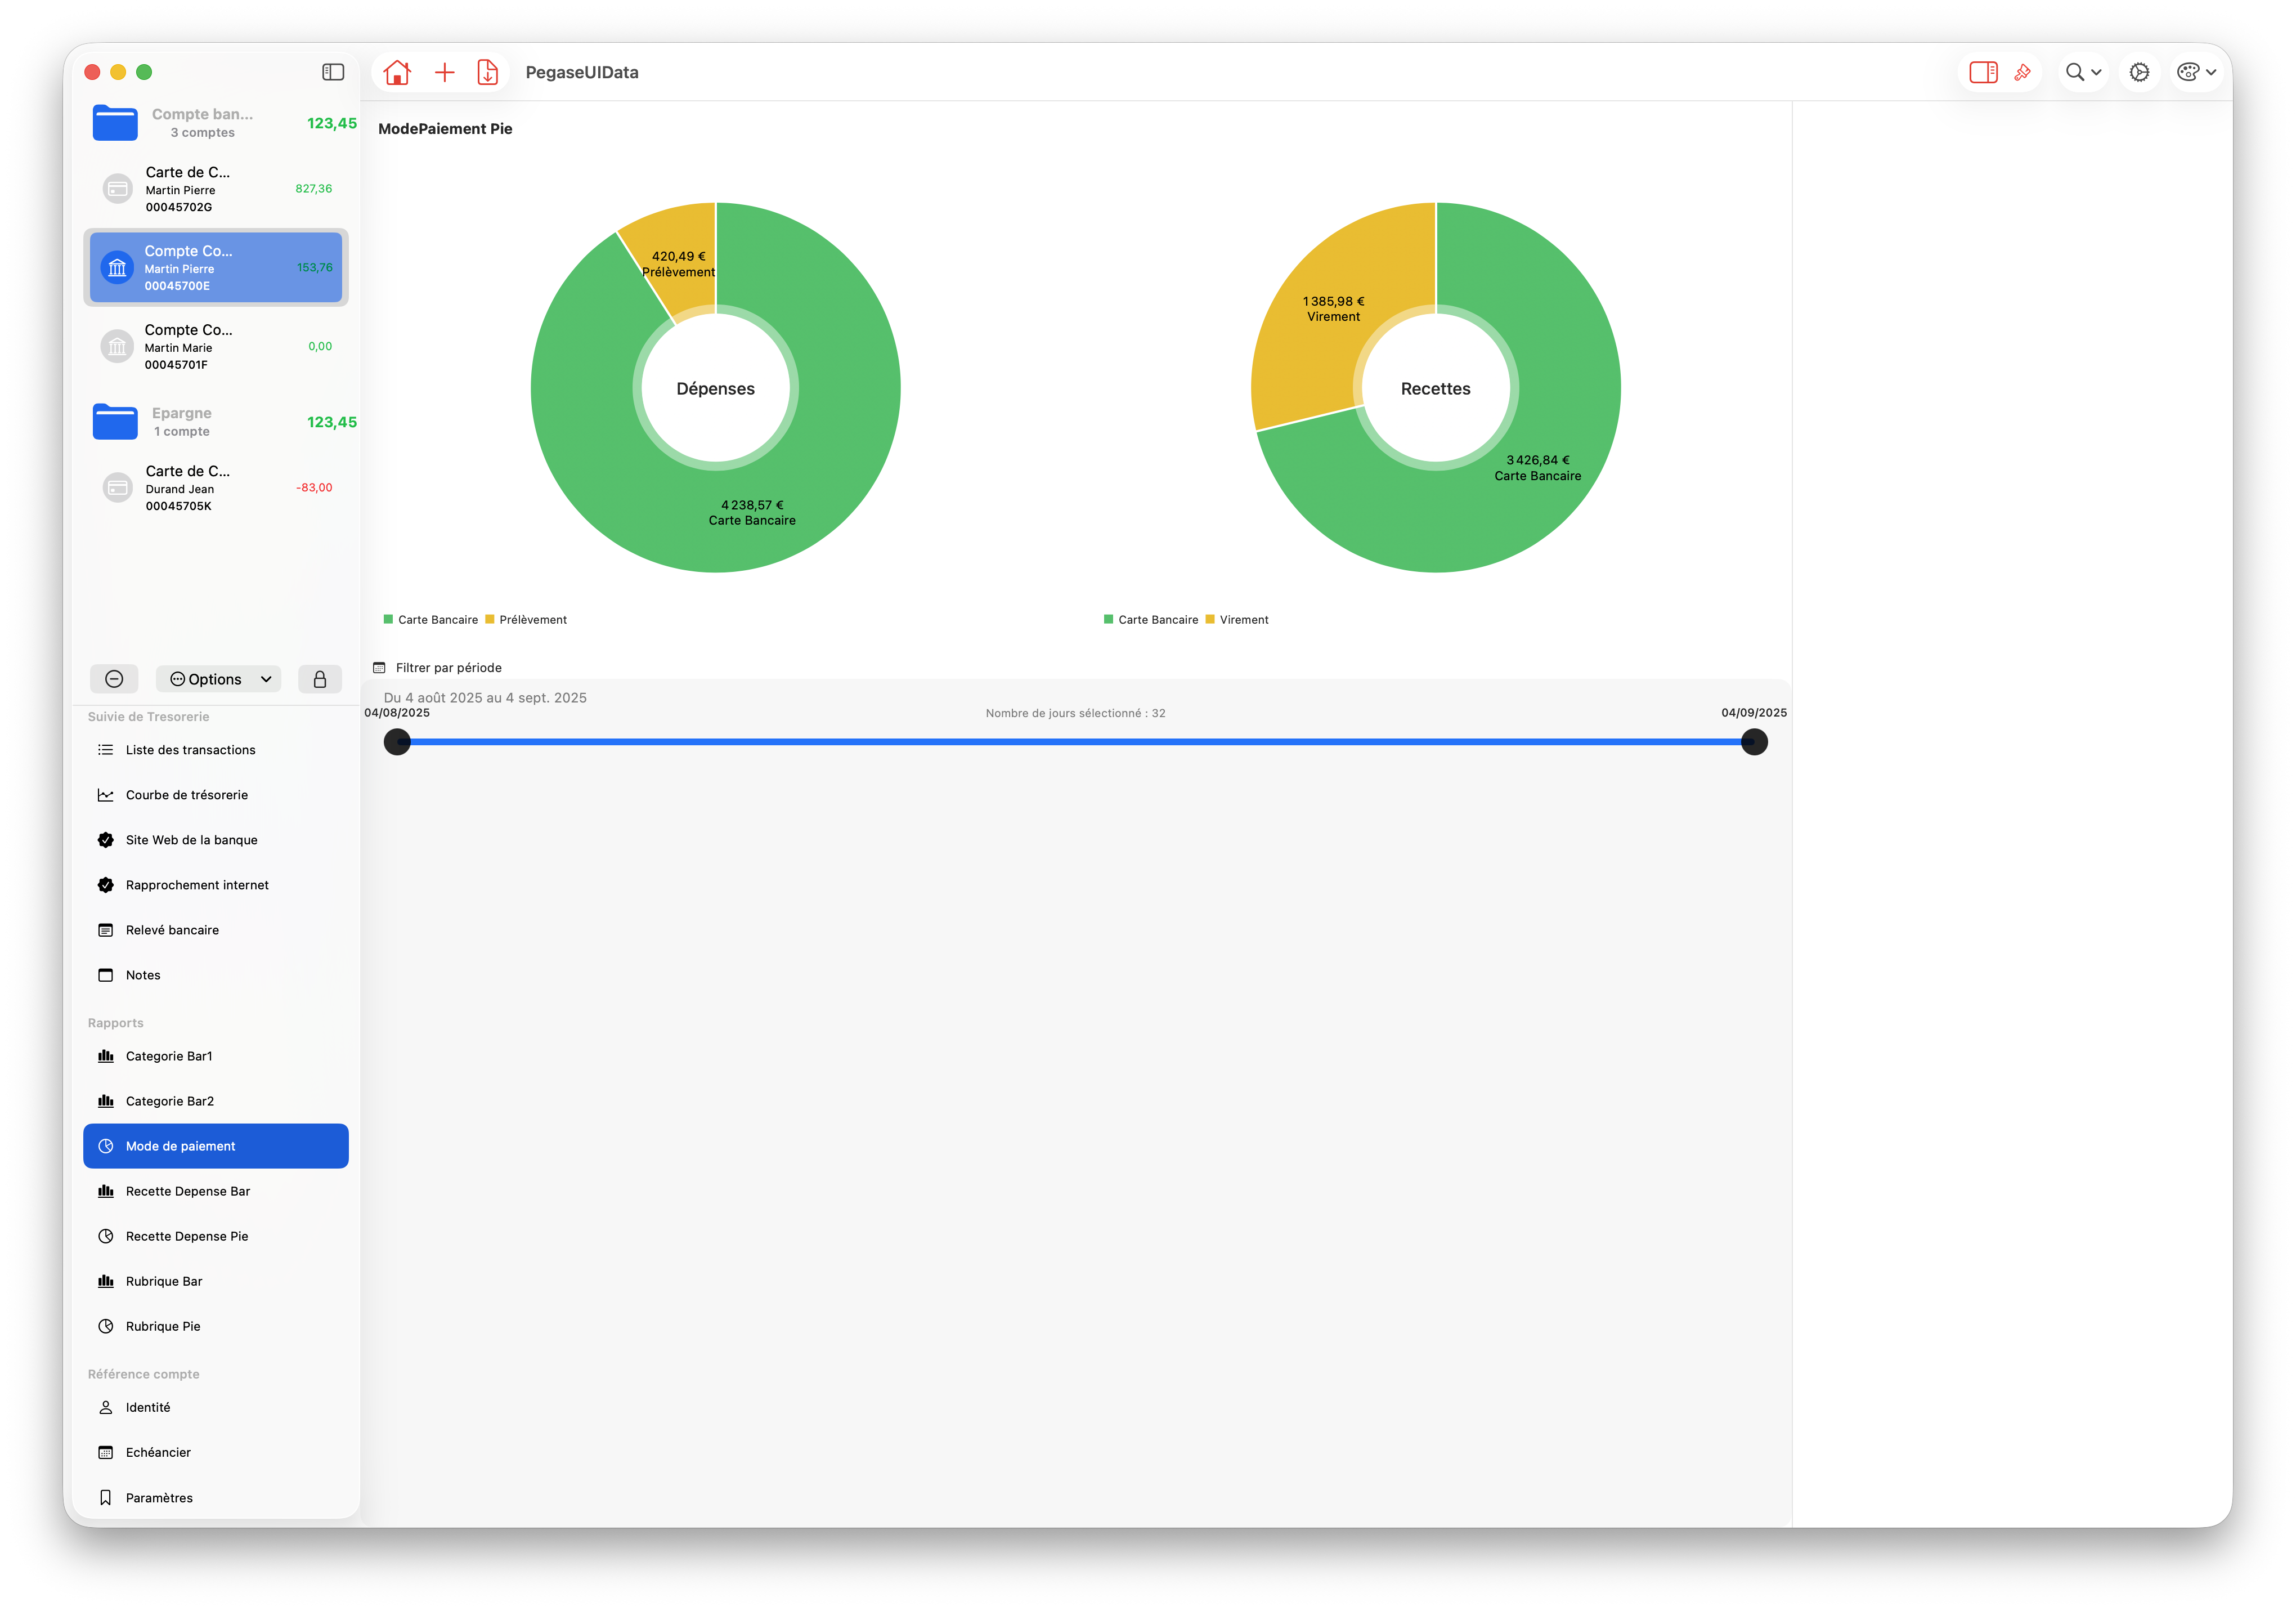 PegaseUIData
Compte ban...
3 comptes
123,45
Carte de C...
Martin Pierre
00045702G
827,36
Compte Co...
Martin Pierre
00045700E
153,76
Compte Co...
Martin Marie
00045701F
0,00
Epargne
1 compte
123,45
Carte de C...
Durand Jean
00045705K
-83,00
Options
Suivie de Tresorerie
Liste des transactions
Courbe de trésorerie
Site Web de la banque
Rapprochement internet
Relevé bancaire
Notes
Rapports
Categorie Bar1
Categorie Bar2
Mode de paiement
Recette Depense Bar
Recette Depense Pie
Rubrique Bar
Rubrique Pie
Référence compte
Identité
Echéancier
Paramètres
ModePaiement Pie
420,49 €
Prélèvement
Dépenses
4 238,57 €
Carte Bancaire
Carte Bancaire
Prélèvement
1 385,98 €
Virement
Recettes
3 426,84 €
Carte Bancaire
Carte Bancaire
Virement
Filtrer par période
Du 4 août 2025 au 4 sept. 2025
04/08/2025
Nombre de jours sélectionné : 32
04/09/2025